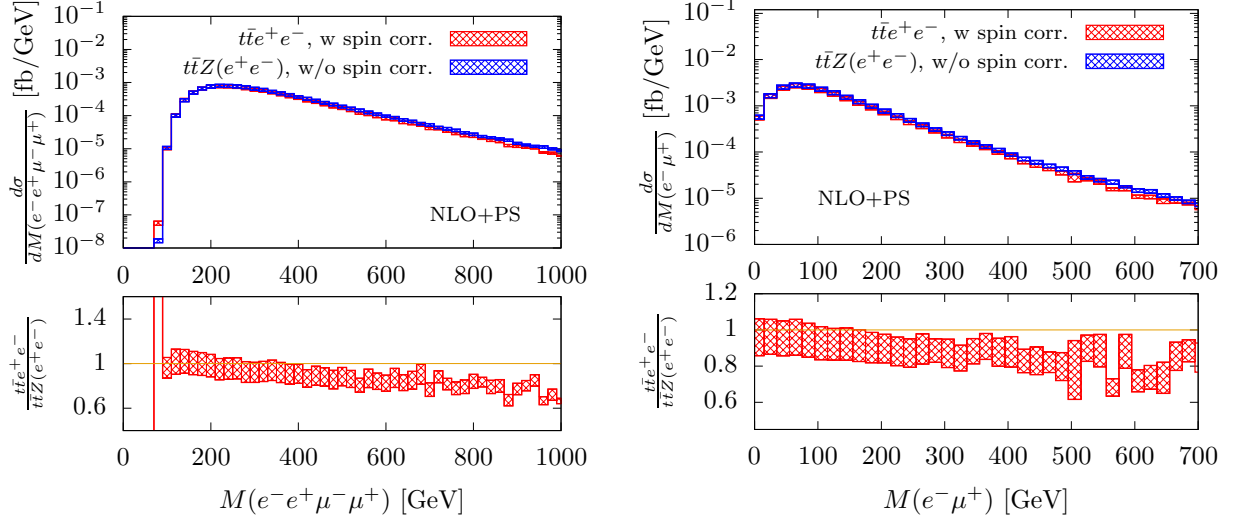 10⁻¹
10⁻²
10⁻³
10⁻⁴
10⁻⁵
10⁻⁶
10⁻⁷
10⁻⁸
dσ/dM(e⁻e⁺μ⁻μ⁺) [fb/GeV]
tt̄e⁺e⁻, w spin corr.
tt̄Z(e⁺e⁻), w/o spin corr.
NLO+PS
0 200 400 600 800 1000
1.4
1
0.6
tt̄e⁺e⁻/tt̄Z(e⁺e⁻)
0 200 400 600 800 1000
M(e⁻e⁺μ⁻μ⁺) [GeV]
10⁻¹
10⁻²
10⁻³
10⁻⁴
10⁻⁵
10⁻⁶
dσ/dM(e⁻μ⁺) [fb/GeV]
tt̄e⁺e⁻, w spin corr.
tt̄Z(e⁺e⁻), w/o spin corr.
NLO+PS
0 100 200 300 400 500 600 700
1.2
1
0.8
0.6
tt̄e⁺e⁻/tt̄Z(e⁺e⁻)
0 100 200 300 400 500 600 700
M(e⁻μ⁺) [GeV]